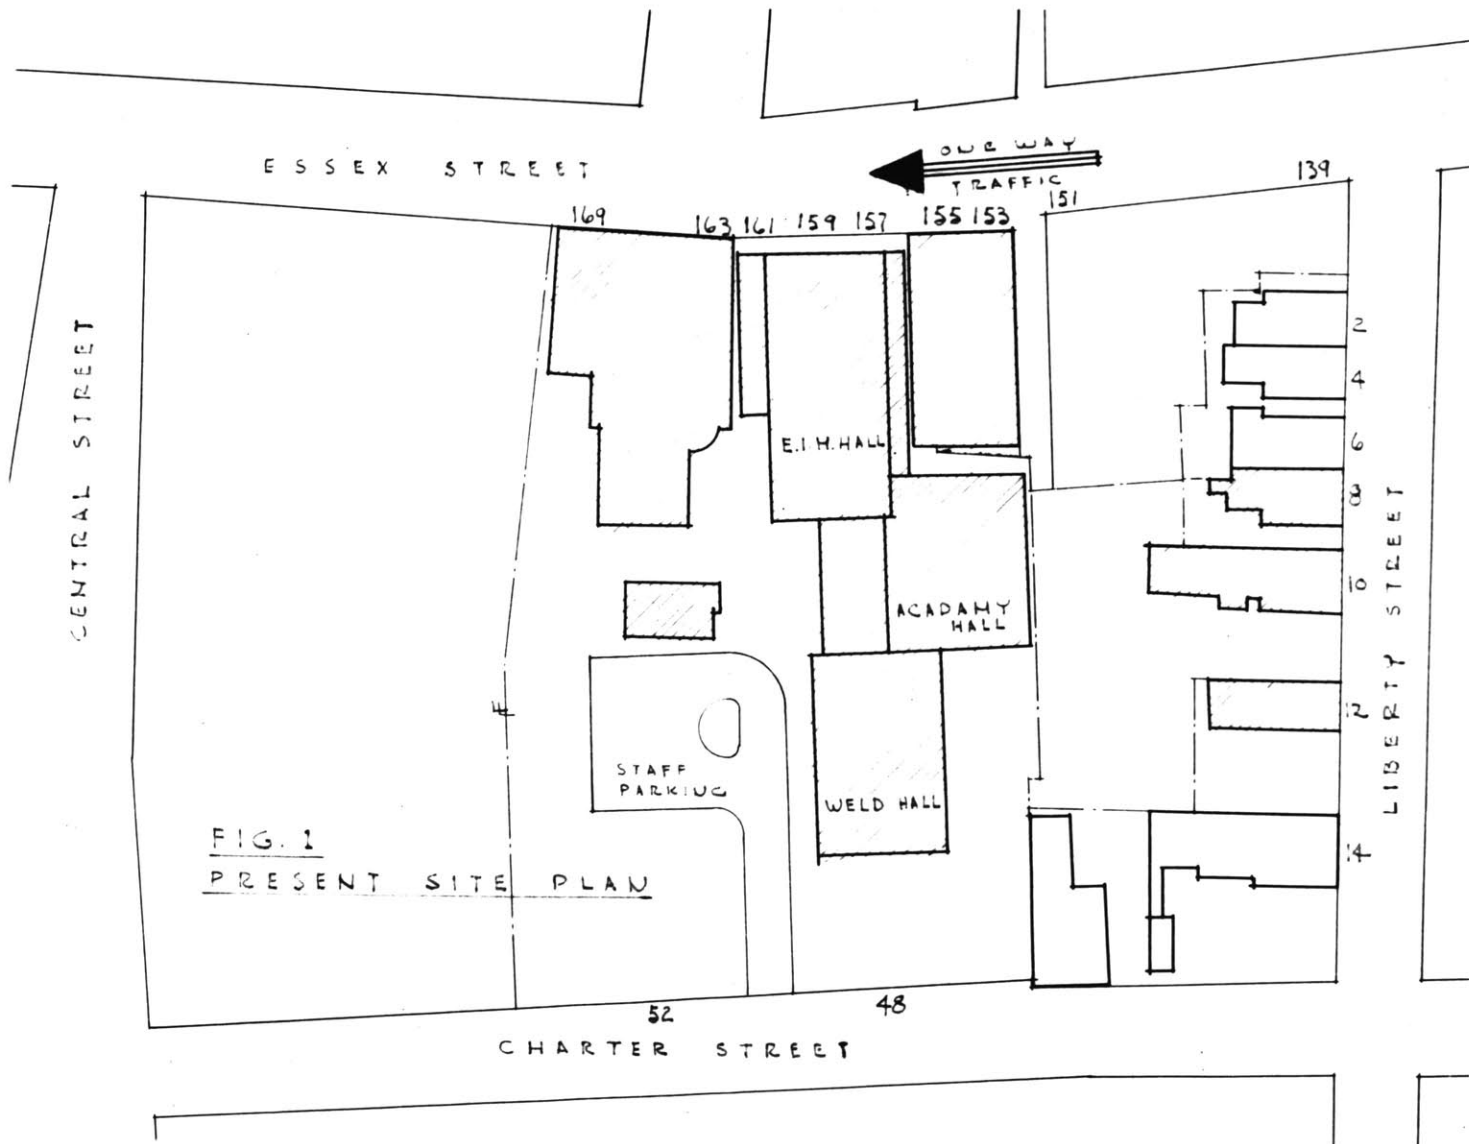 ESSEX STREET
ONE WAY
TRAFFIC
139
151
169
163 161 159 157 155 153
2
4
6
8
10
12
14
CENTRAL STREET
LIBERTY STREET
E.I.H.HALL
ACADAMY
HALL
STAFF
PARKING
WELD HALL
FIG. 1
PRESENT SITE PLAN
52
48
CHARTER STREET